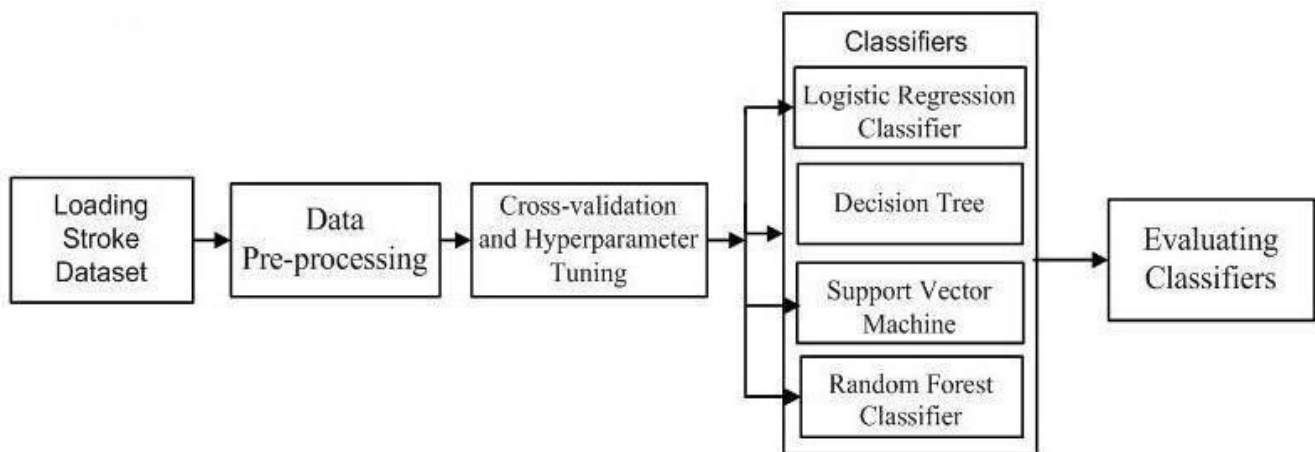 Loading
Stroke
Dataset
Data
Pre-processing
Cross-validation
and Hyperparameter
Tuning
Classifiers
Logistic Regression
Classifier
Decision Tree
Support Vector
Machine
Random Forest
Classifier
Evaluating
Classifiers